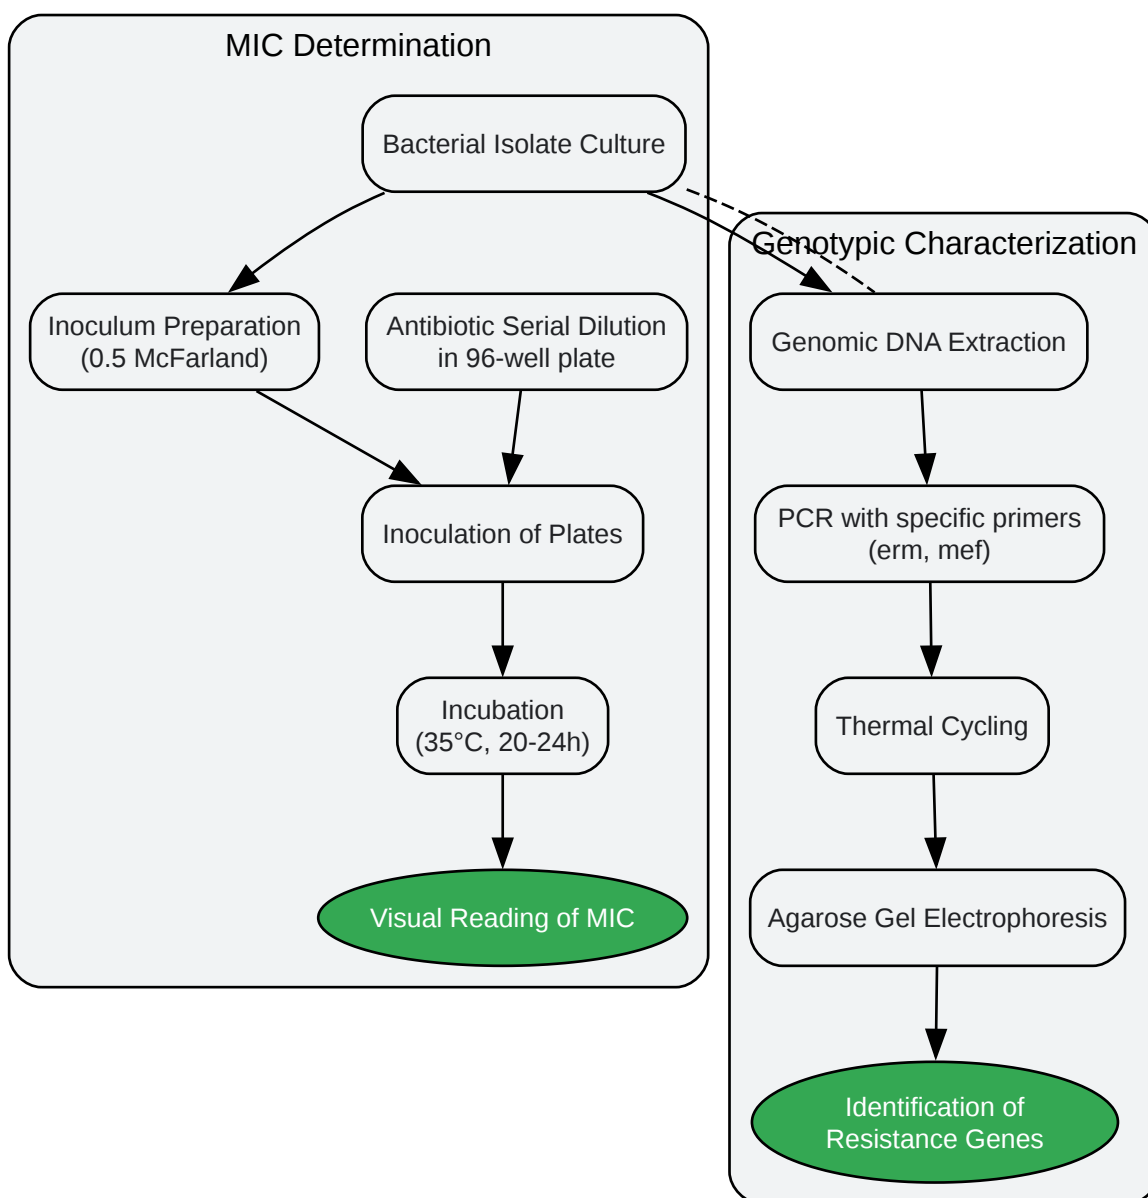 MIC Determination
Bacterial Isolate Culture
Inoculum Preparation
(0.5 McFarland)
Antibiotic Serial Dilution
in 96-well plate
Inoculation of Plates
Incubation
(35°C, 20-24h)
Visual Reading of MIC
Genotypic Characterization
Genomic DNA Extraction
PCR with specific primers
(erm, mef)
Thermal Cycling
Agarose Gel Electrophoresis
Identification of
Resistance Genes